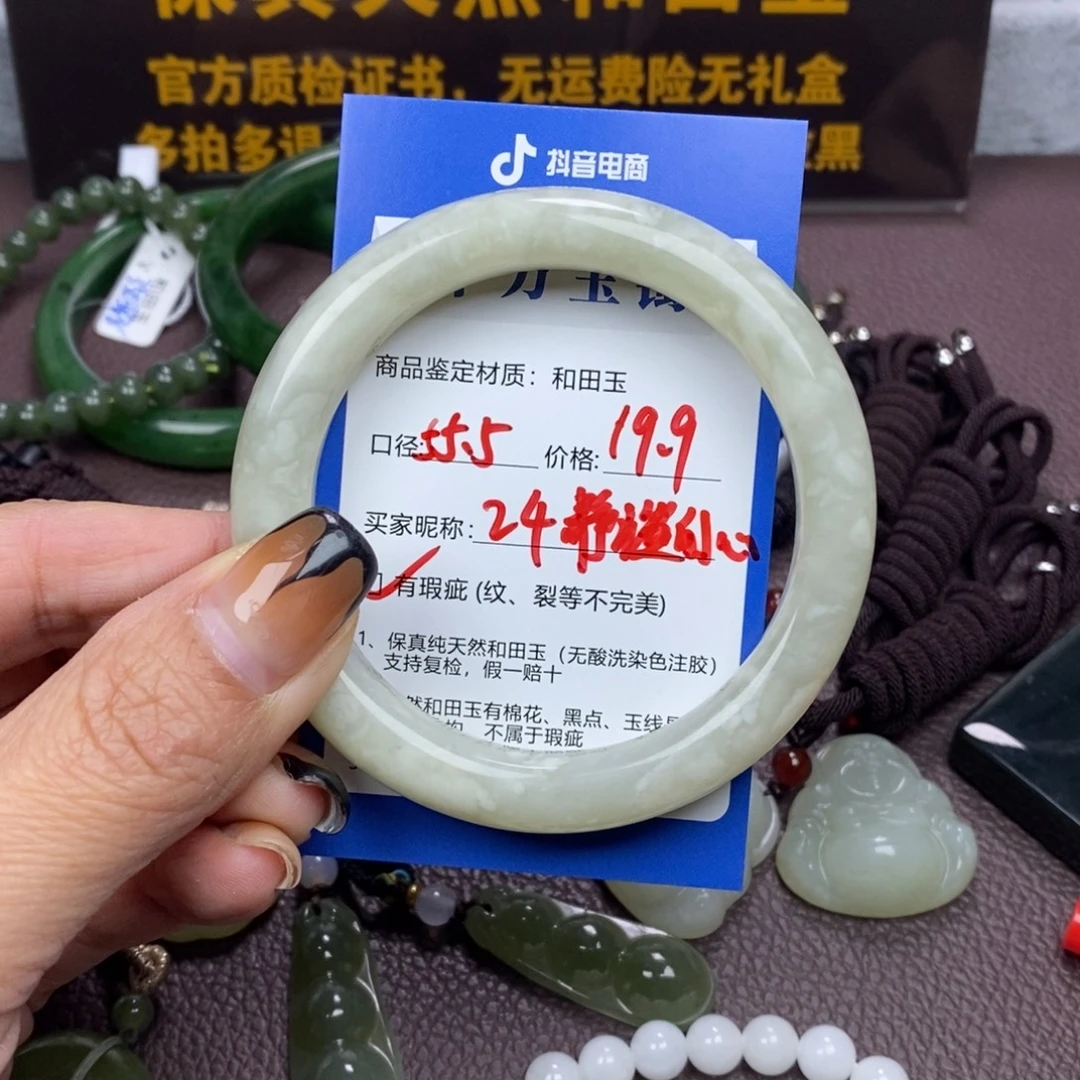 官方质检证书，无运费险无礼盒
多拍多退
黑
抖音电商
商品鉴定材质：和田玉
口径:55.5 价格:19.9
买家昵称：24
有瑕疵 (纹、裂等不完美)
1、保真纯天然和田玉（无酸洗染色注胶）
支持复检，假一赔十
然和田玉有棉花、黑点、玉线
不属于瑕疵